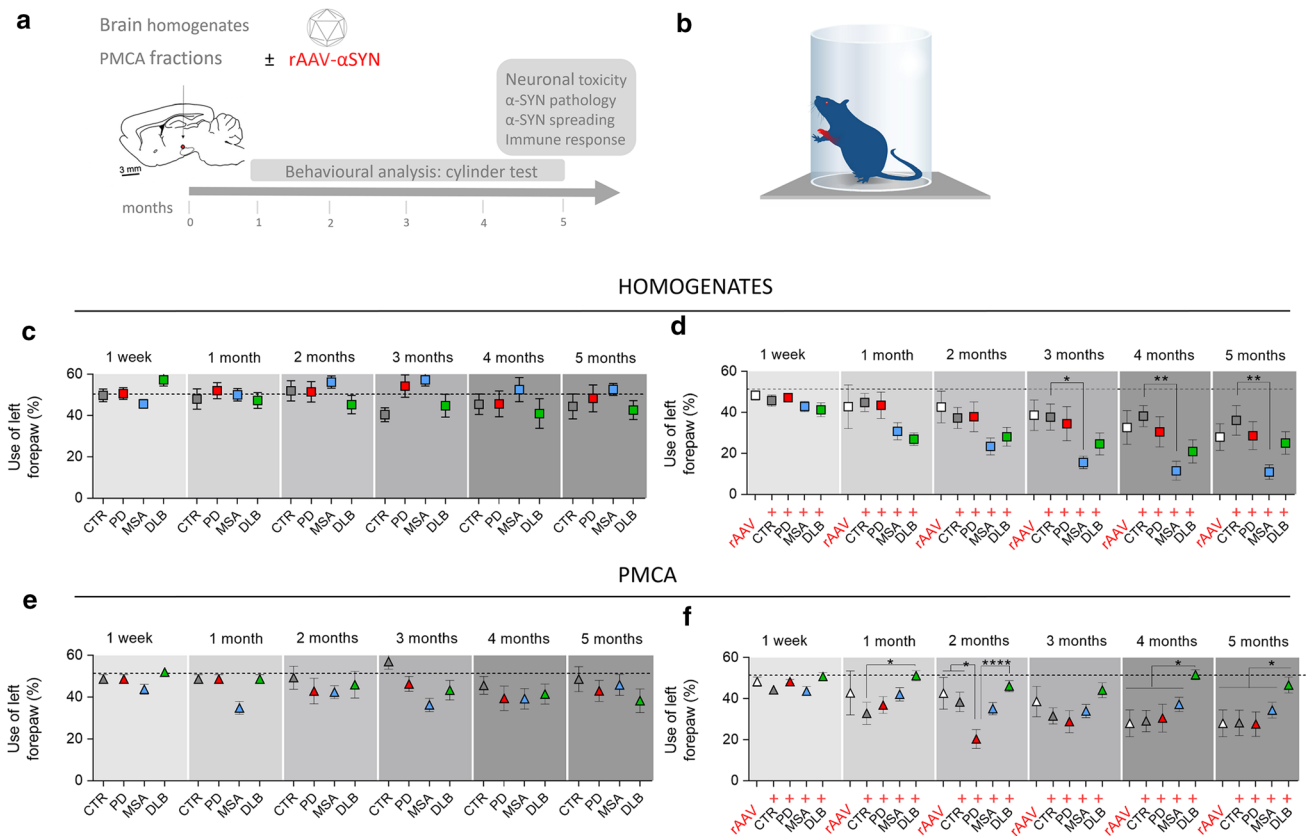 a
Brain homogenates
PMCA fractions
± rAAV-αSYN
Neuronal toxicity
α-SYN pathology
α-SYN spreading
Immune response
3 mm
Behavioural analysis: cylinder test
months
0 1 2 3 4 5
b
HOMOGENATES
c
1 week 1 month 2 months 3 months 4 months 5 months
Use of left
forepaw (%)
60
40
20
0
CTR PD MSA DLB CTR PD MSA DLB CTR PD MSA DLB CTR PD MSA DLB CTR PD MSA DLB CTR PD MSA DLB
d
1 week 1 month 2 months 3 months 4 months 5 months
* ** **
Use of left
forepaw (%)
60
40
20
0
+ + + + + + + + + + + + + + + + + + + + + + + +
rAAV CTR PD MSA DLB rAAV CTR PD MSA DLB rAAV CTR PD MSA DLB rAAV CTR PD MSA DLB rAAV CTR PD MSA DLB rAAV CTR PD MSA DLB
PMCA
e
1 week 1 month 2 months 3 months 4 months 5 months
Use of left
forepaw (%)
60
40
20
0
CTR PD MSA DLB CTR PD MSA DLB CTR PD MSA DLB CTR PD MSA DLB CTR PD MSA DLB CTR PD MSA DLB
f
1 week 1 month 2 months 3 months 4 months 5 months
* * **** * *
Use of left
forepaw (%)
60
40
20
0
+ + + + + + + + + + + + + + + + + + + + + + + +
rAAV CTR PD MSA DLB rAAV CTR PD MSA DLB rAAV CTR PD MSA DLB rAAV CTR PD MSA DLB rAAV CTR PD MSA DLB rAAV CTR PD MSA DLB